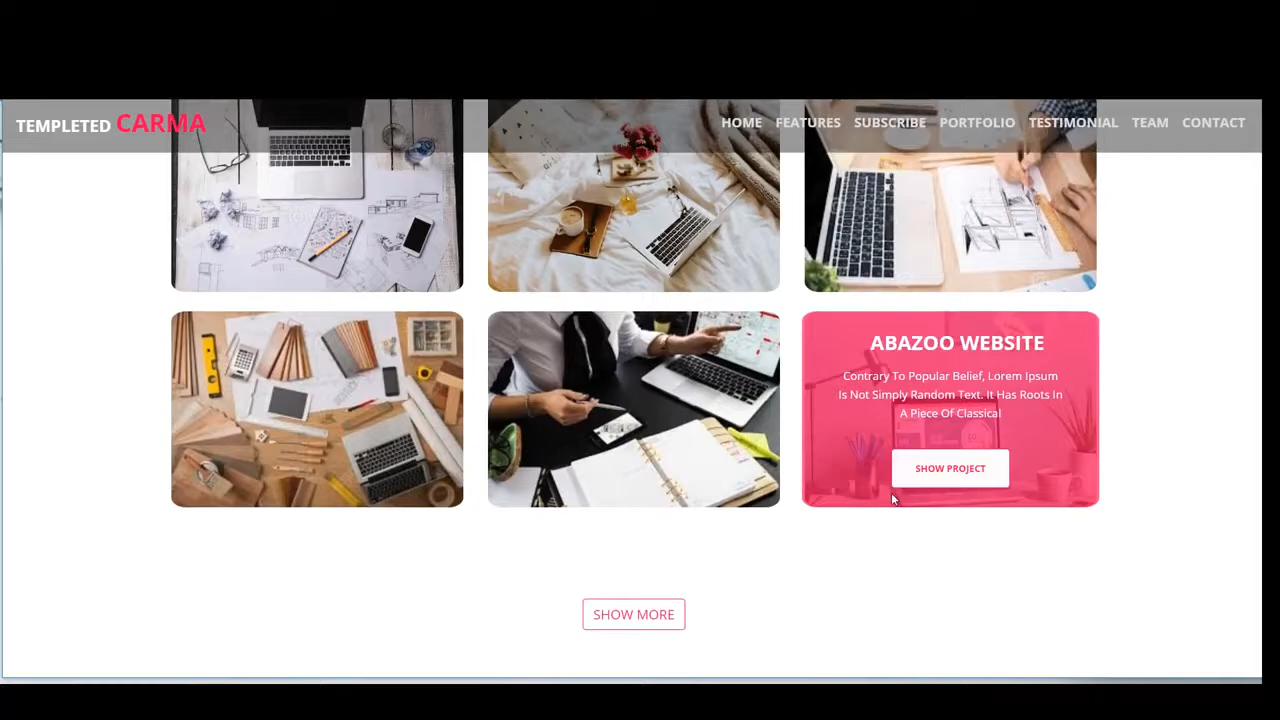 TEMPLETED CARMA
HOME FEATURES SUBSCRIBE PORTFOLIO TESTIMONIAL TEAM CONTACT
ABAZOO WEBSITE
Contrary To Popular Belief, Lorem Ipsum
Is Not Simply Random Text. It Has Roots In
A Piece Of Classical
SHOW PROJECT
SHOW MORE